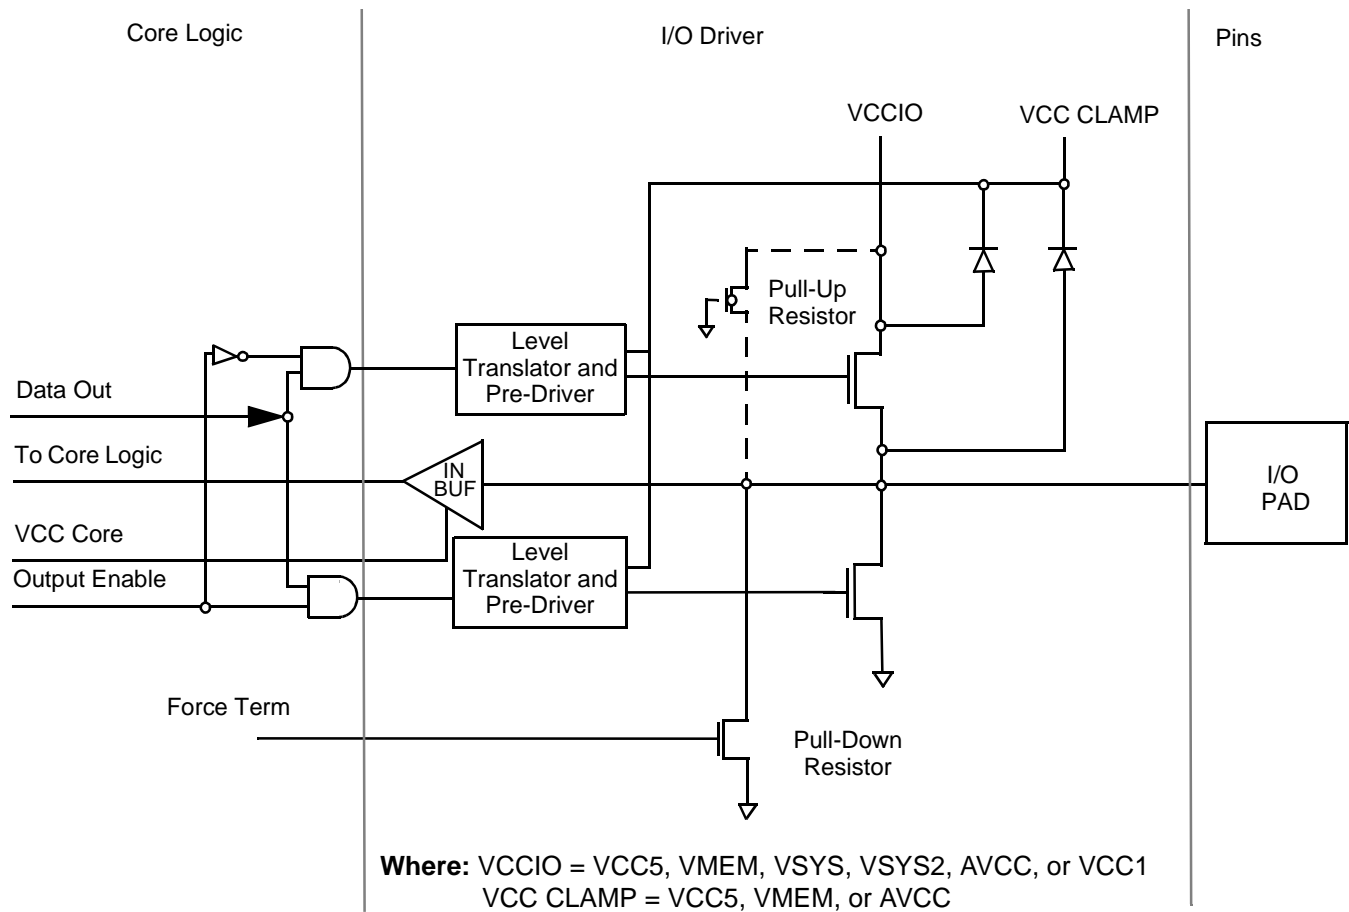 Core Logic
I/O Driver
Pins
VCCIO
VCC CLAMP
Pull-Up
Resistor
Level
Translator and
Pre-Driver
Data Out
To Core Logic
IN
BUF
I/O
PAD
VCC Core
Output Enable
Level
Translator and
Pre-Driver
Force Term
Pull-Down
Resistor
Where: VCCIO = VCC5, VMEM, VSYS, VSYS2, AVCC, or VCC1
VCC CLAMP = VCC5, VMEM, or AVCC